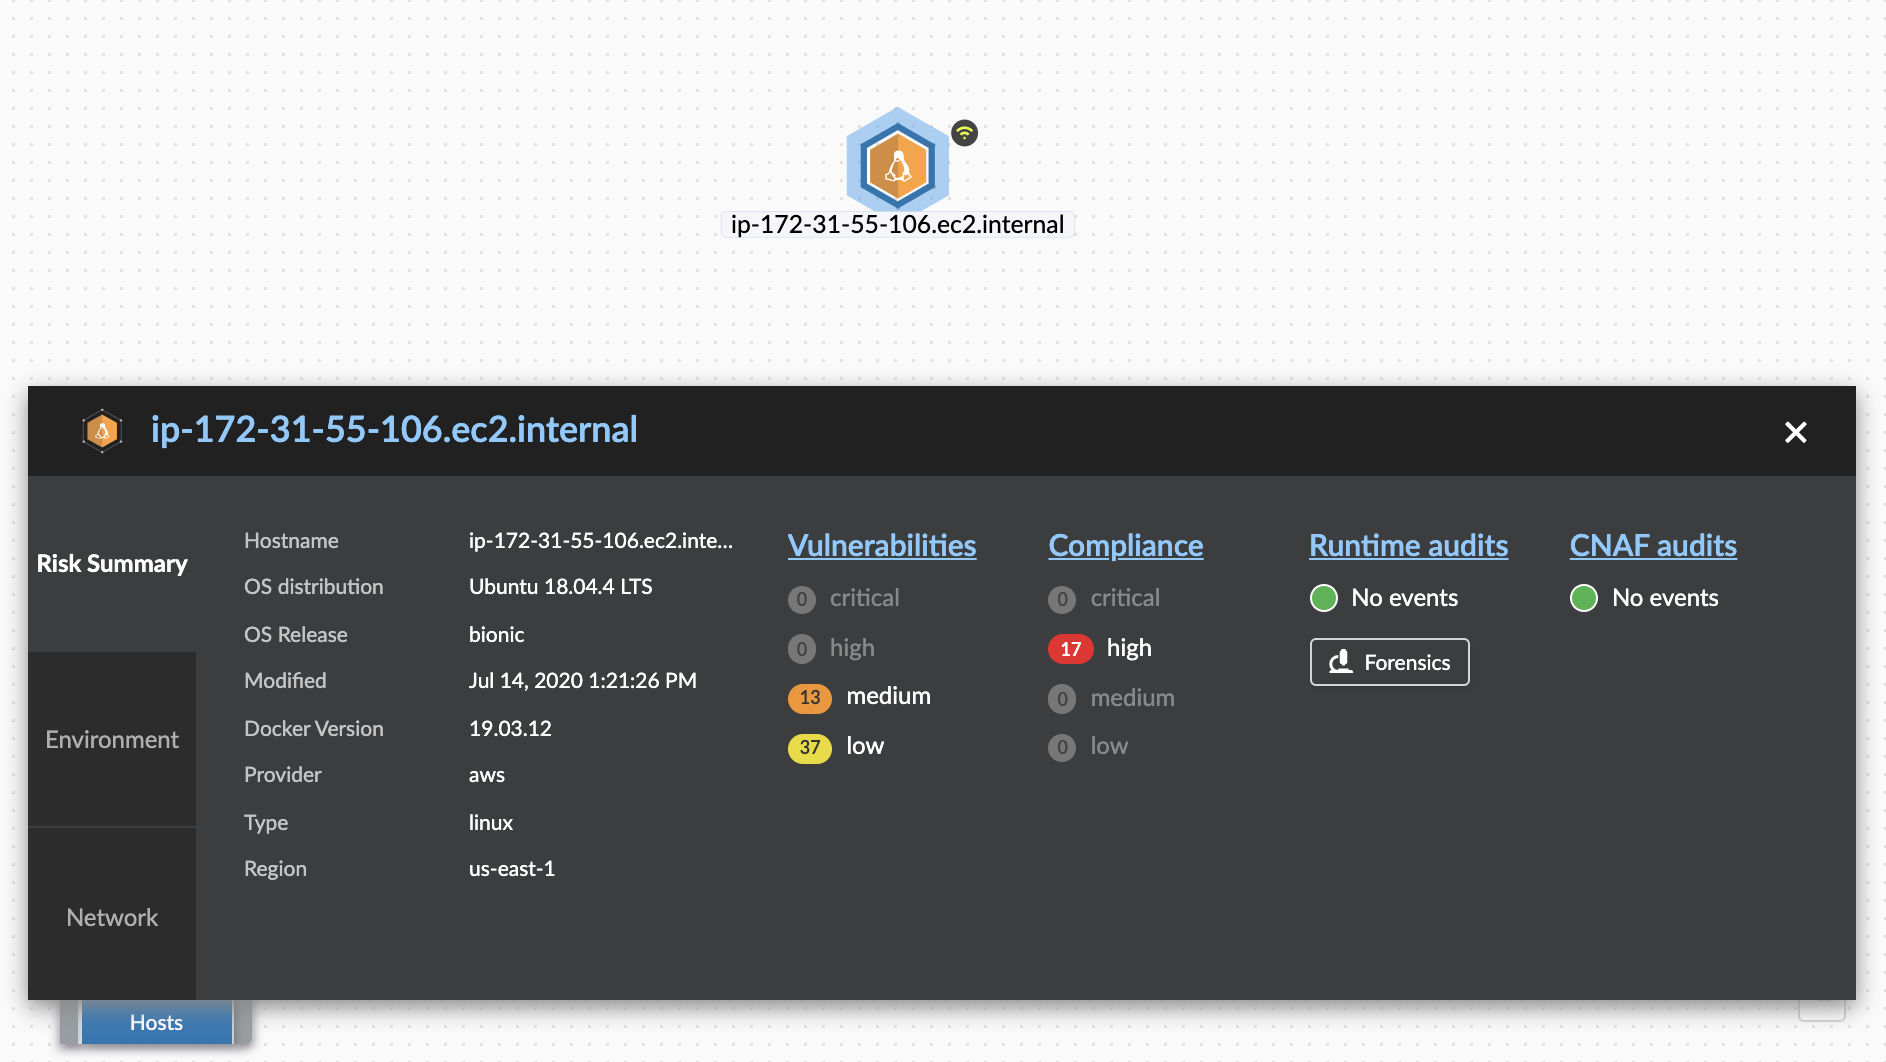 ip-172-31-55-106.ec2.internal
ip-172-31-55-106.ec2.internal
Risk Summary
Environment
Network
Hostname ip-172-31-55-106.ec2.inte...
OS distribution Ubuntu 18.04.4 LTS
OS Release bionic
Modified Jul 14, 2020 1:21:26 PM
Docker Version 19.03.12
Provider aws
Type linux
Region us-east-1
Vulnerabilities
0 critical
0 high
13 medium
37 low
Compliance
0 critical
17 high
0 medium
0 low
Runtime audits
No events
Forensics
CNAF audits
No events
Hosts